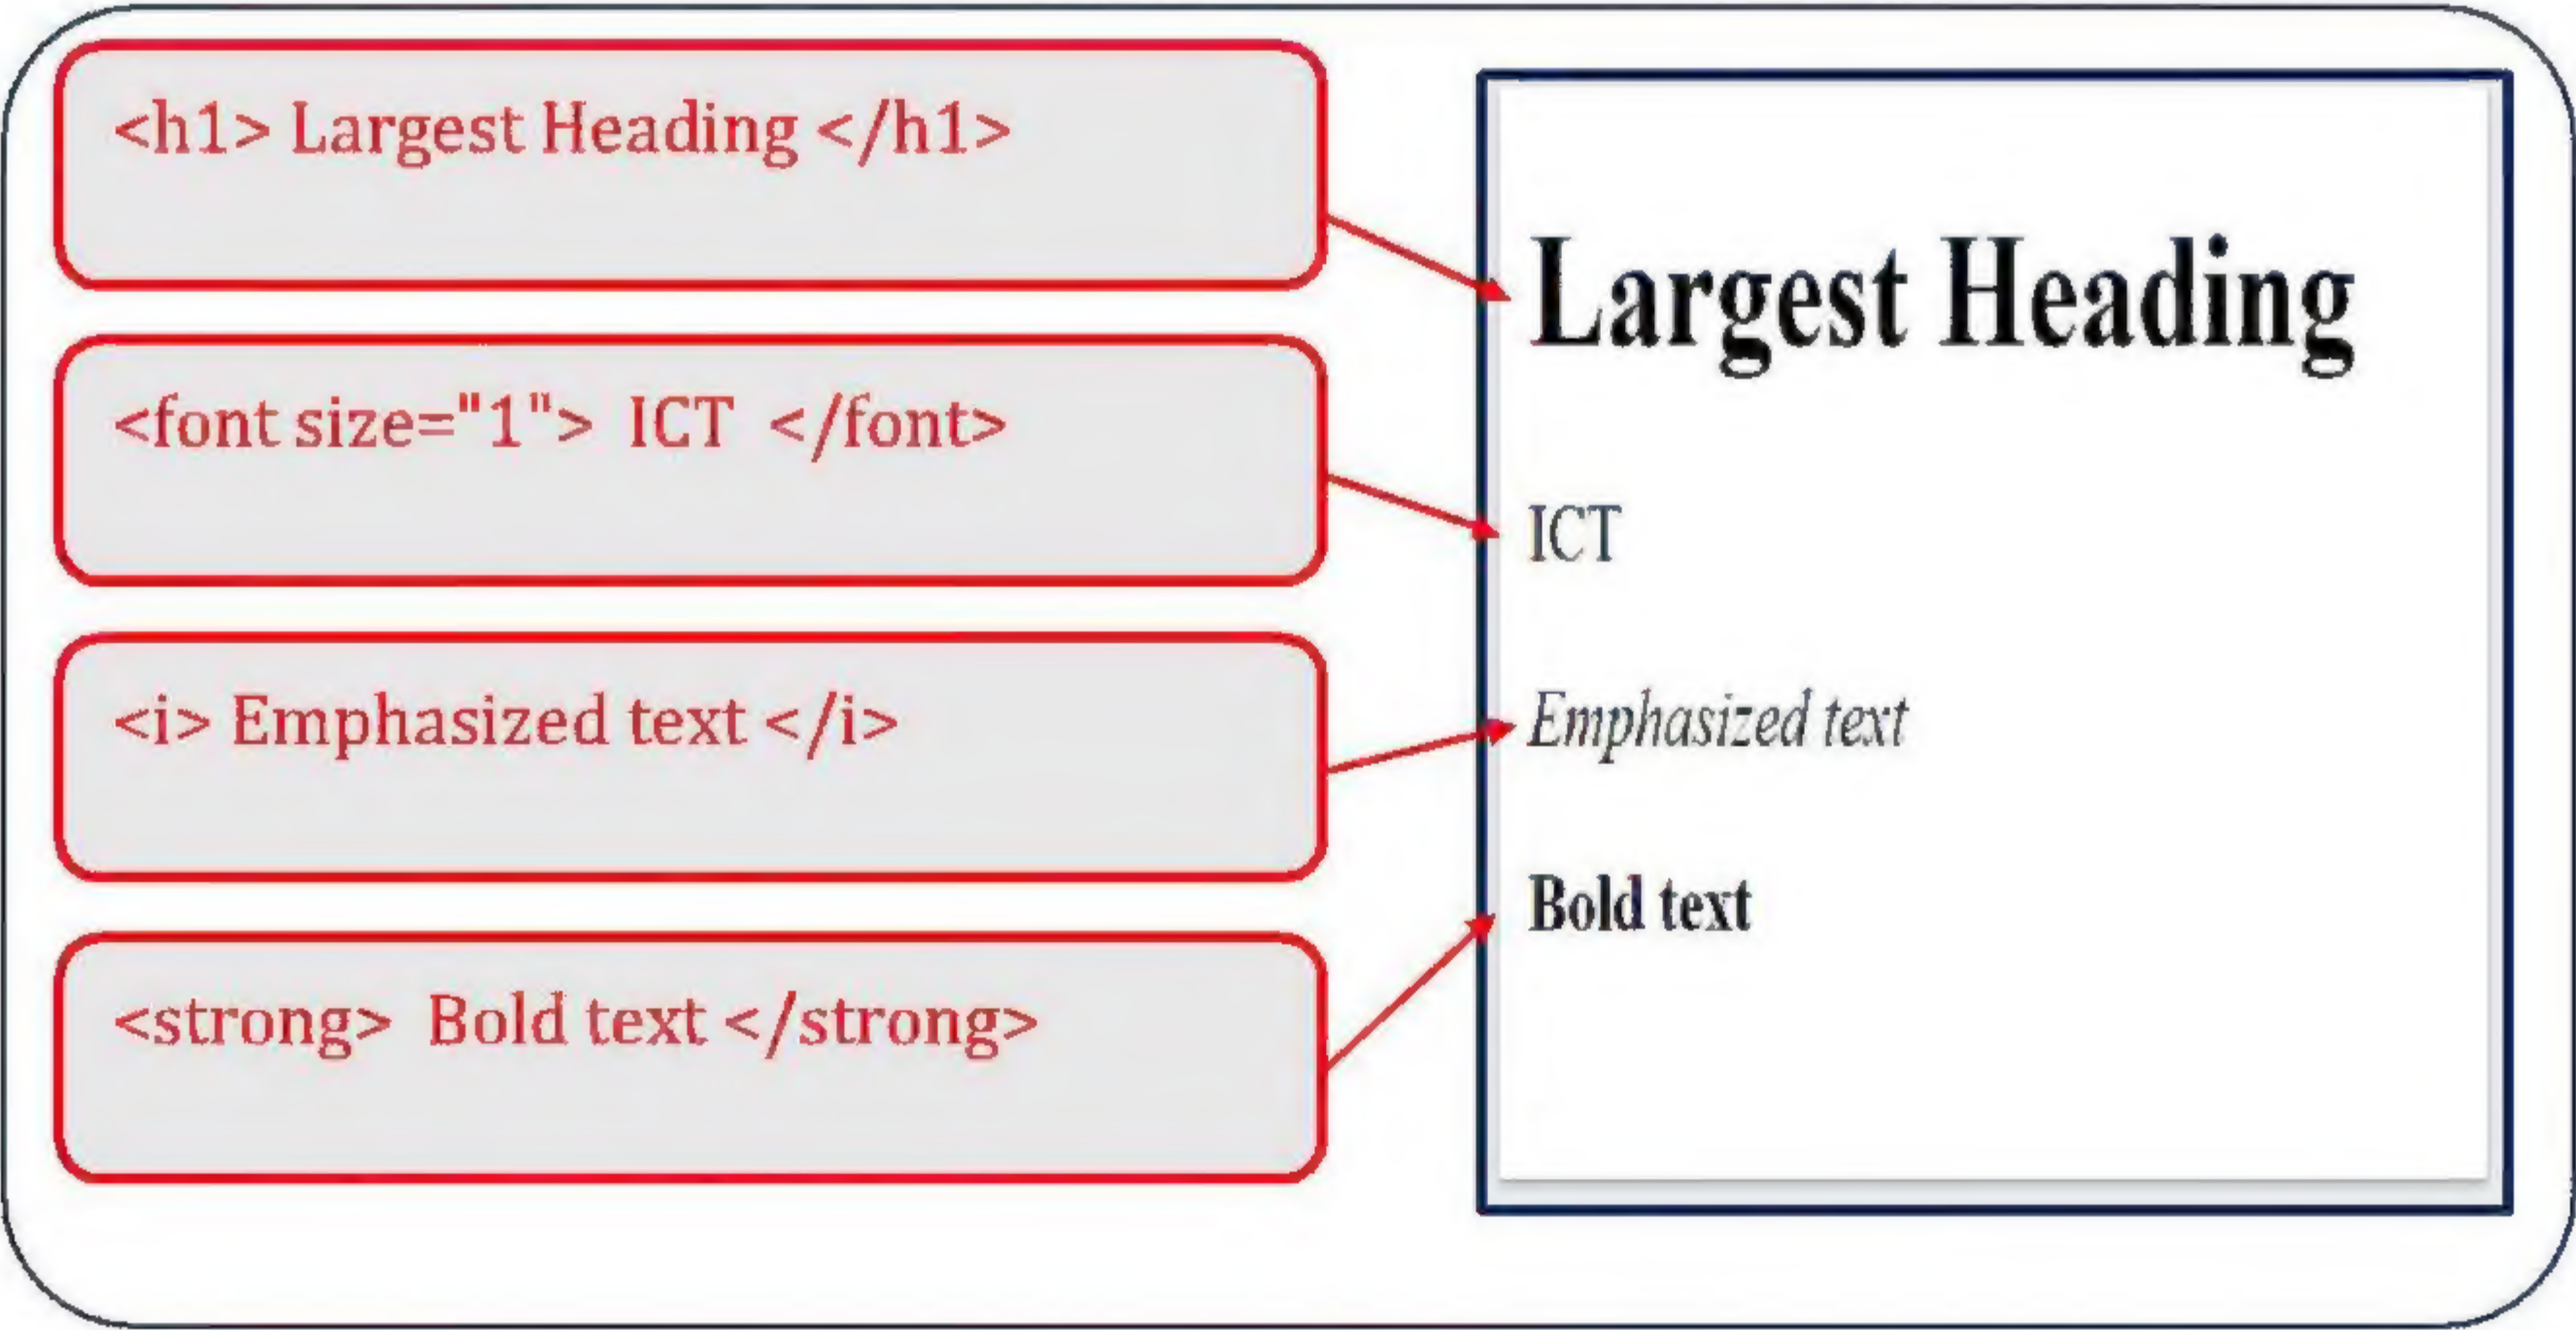 <h1> Largest Heading </h1>
<font size="1"> ICT </font>
<i> Emphasized text </i>
<strong> Bold text </strong>
Largest Heading
ICT
Emphasized text
Bold text